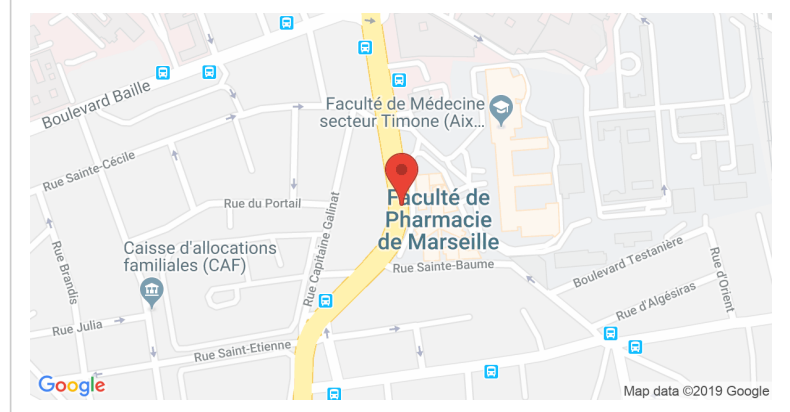 Boulevard Baille
Faculté de Médecine
secteur Timone (Aix...
Rue Sainte-Cécile
Rue du Portail
Rue Capitaine Galinat
Faculté de
Pharmacie
de Marseille
Caisse d'allocations
familiales (CAF)
Rue Brandis
Rue Sainte-Baume
Boulevard Testanière
Rue d'Orient
Rue d'Algésiras
Rue Julia
Rue Saint-Etienne
Google
Map data ©2019 Google